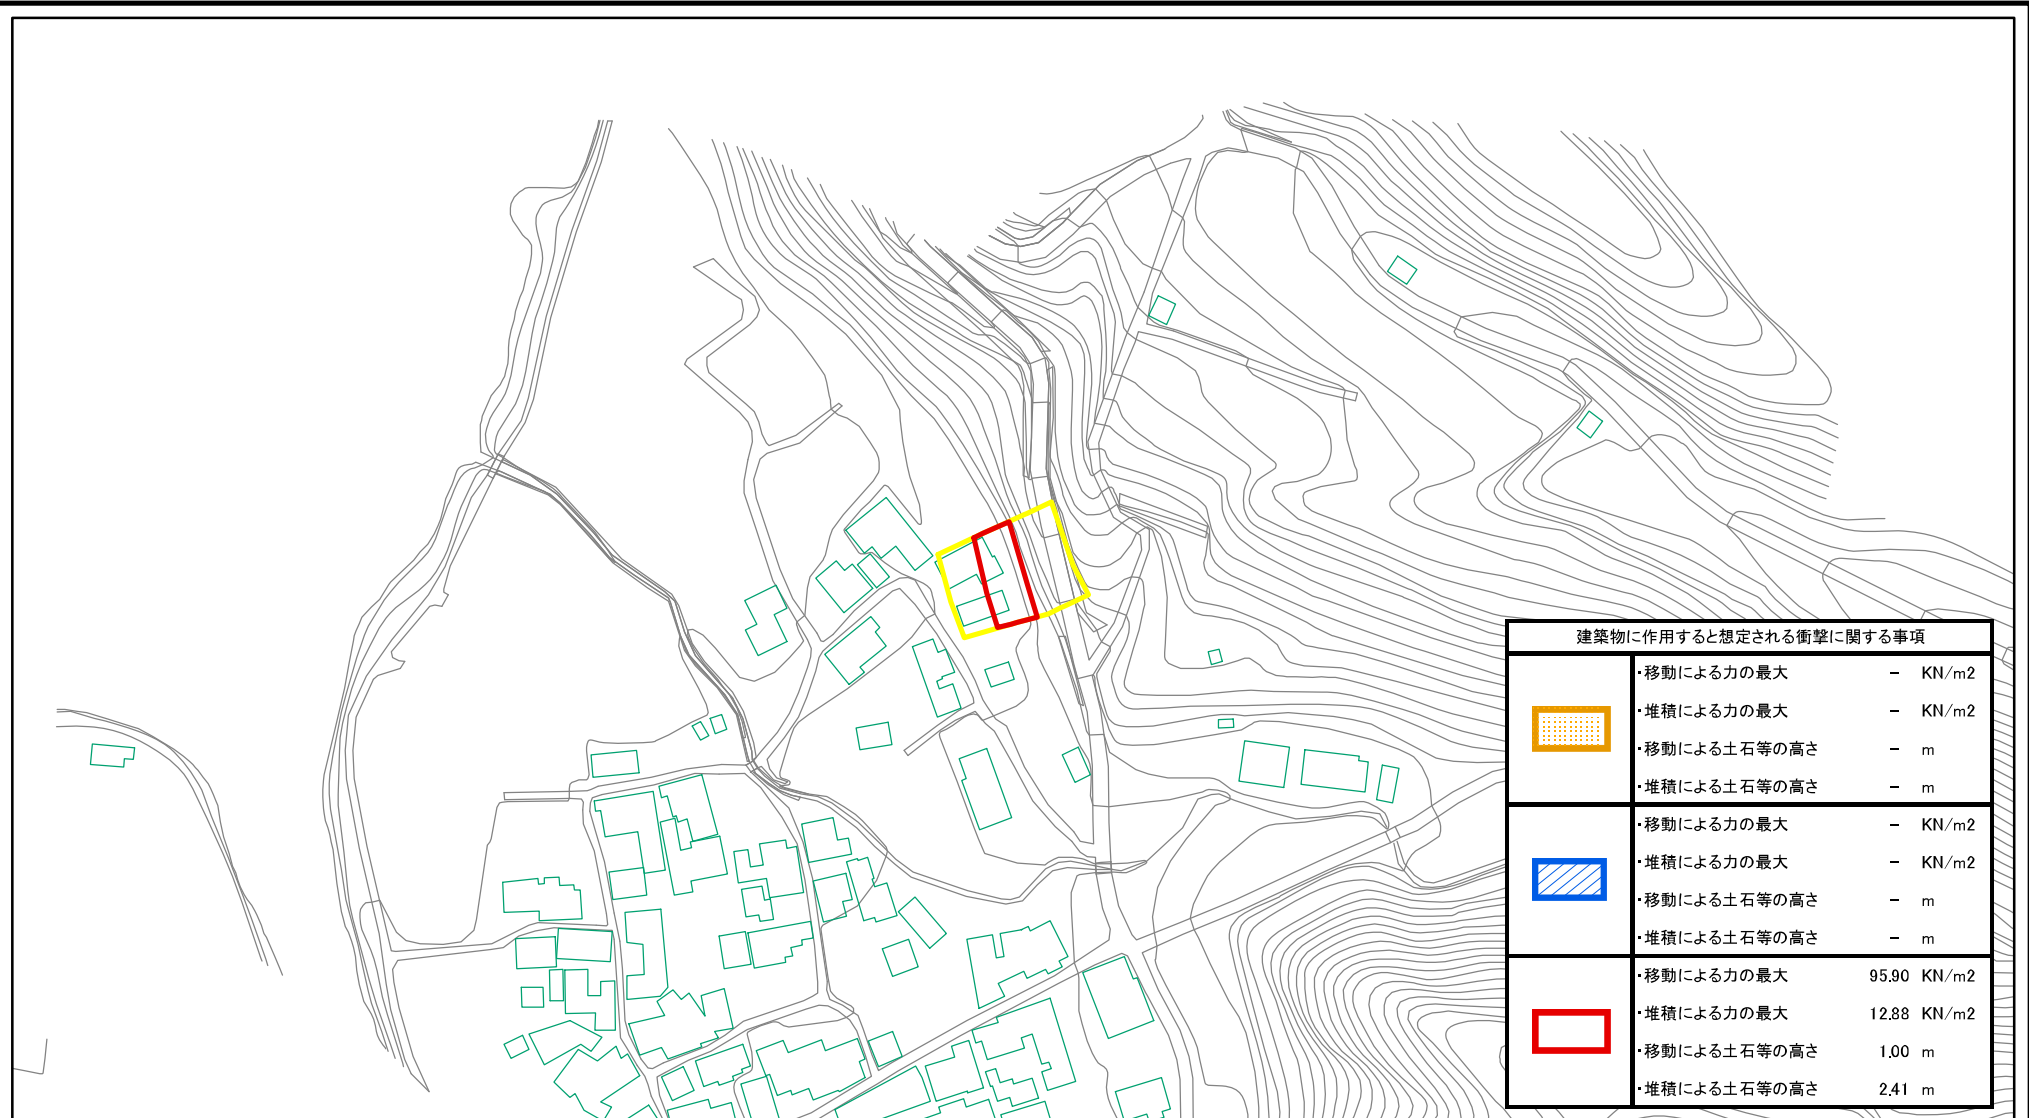 建築物に作用すると想定される衝撃に関する事項
・移動による力の最大 － KN/m2
・堆積による力の最大 － KN/m2
・移動による土石等の高さ － m
・堆積による土石等の高さ － m
・移動による力の最大 － KN/m2
・堆積による力の最大 － KN/m2
・移動による土石等の高さ － m
・堆積による土石等の高さ － m
・移動による力の最大 95.90 KN/m2
・堆積による力の最大 12.88 KN/m2
・移動による土石等の高さ 1.00 m
・堆積による土石等の高さ 2.41 m